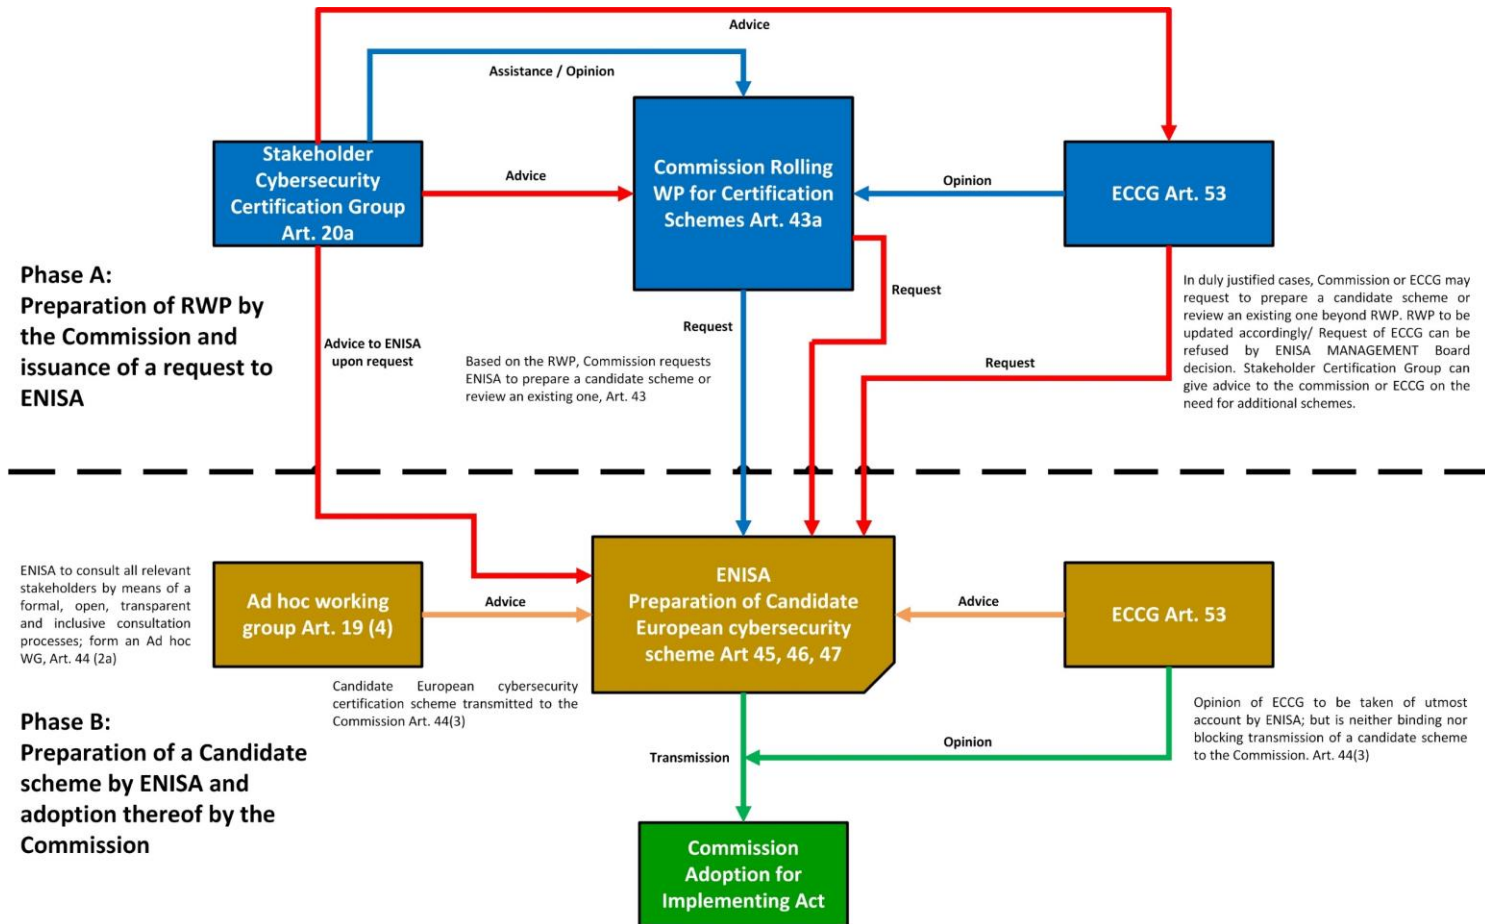 Advice
Assistance / Opinion
Stakeholder
Cybersecurity
Certification Group
Art. 20a
Advice
Commission Rolling
WP for Certification
Schemes Art. 43a
Opinion
ECCG Art. 53
Phase A:
Preparation of RWP by
the Commission and
issuance of a request to
ENISA
Advice to ENISA
upon request
Based on the RWP, Commission requests
ENISA to prepare a candidate scheme or
review an existing one, Art. 43
Request
Request
Request
In duly justified cases, Commission or ECCG may
request to prepare a candidate scheme or
review an existing one beyond RWP. RWP to be
updated accordingly/ Request of ECCG can be
refused by ENISA MANAGEMENT Board
decision. Stakeholder Certification Group can
give advice to the commission or ECCG on the
need for additional schemes.
ENISA to consult all relevant
stakeholders by means of a
formal, open, transparent
and inclusive consultation
processes; form an Ad hoc
WG, Art. 44 (2a)
Ad hoc working
group Art. 19 (4)
Advice
ENISA
Preparation of Candidate
European cybersecurity
scheme Art 45, 46, 47
Advice
ECCG Art. 53
Candidate European cybersecurity
certification scheme transmitted to the
Commission Art. 44(3)
Phase B:
Preparation of a Candidate
scheme by ENISA and
adoption thereof by the
Commission
Transmission
Opinion
Opinion of ECCG to be taken of utmost
account by ENISA; but is neither binding nor
blocking transmission of a candidate scheme
to the Commission. Art. 44(3)
Commission
Adoption for
Implementing Act